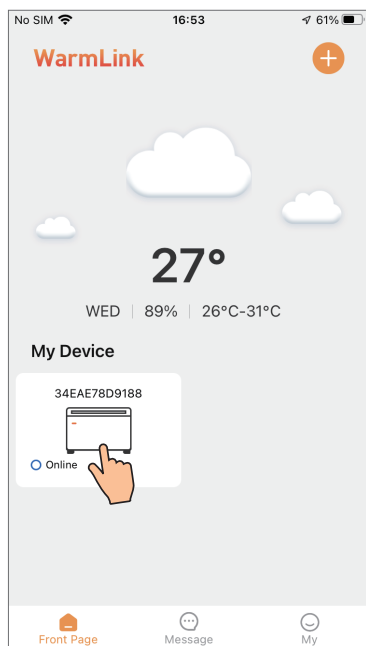 No SIM 16:53 61%
WarmLink
27°
WED 89% 26°C-31°C
My Device
34EAE78D9188
Online
Front Page Message My